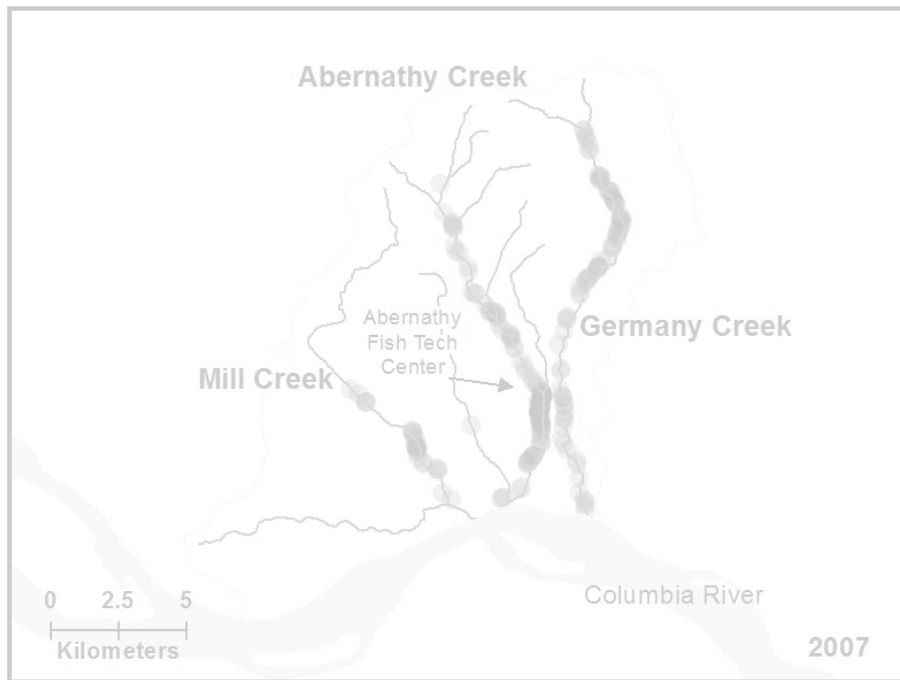 Abernathy Creek
Abernathy
Fish Tech
Center
Germany Creek
Mill Creek
Columbia River
0 2.5 5
Kilometers
2007